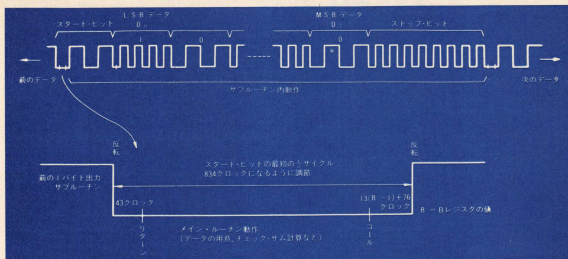 LSBデータ
MSBデータ
スタート・ビット
D₀
D₇
ストップ・ビット
1
0
0
前のデータ
サブルーチン内動作
次のデータ
反転
反転
前の1バイト出力
サブルーチン
スタート・ビットの最初の½サイクル
834クロックになるように調節
43クロック
13(B－1)+76
クロック
B－Bレジスタの値
リターン
コール
メイン・ルーチン動作
(データの用意,チェック・サム計算など)